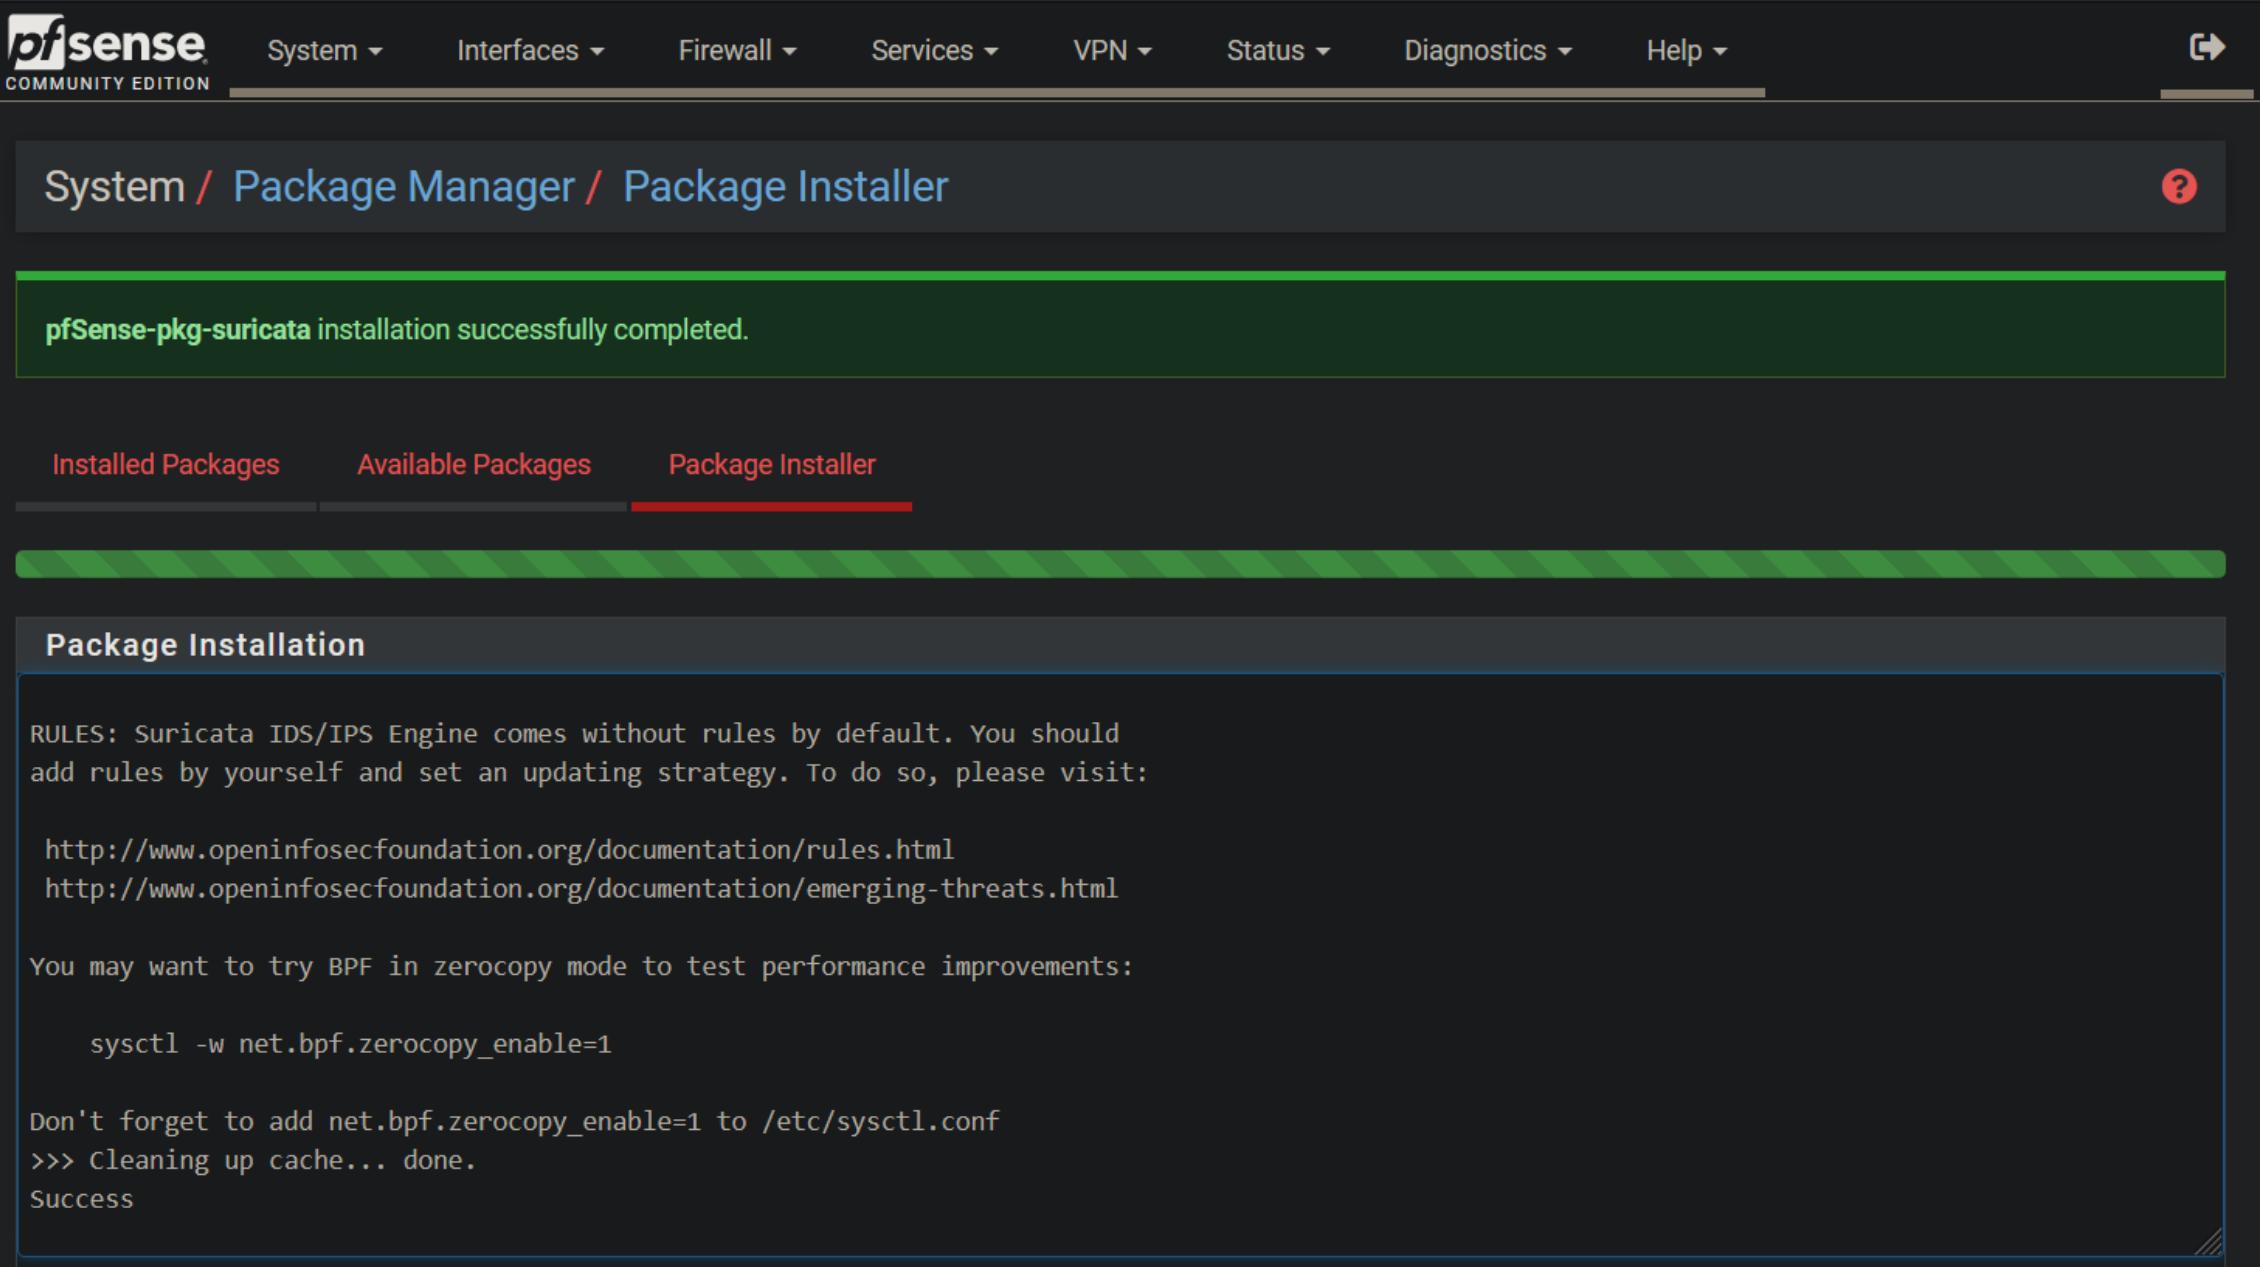 pfsense
COMMUNITY EDITION
System Interfaces Firewall Services VPN Status Diagnostics Help
System / Package Manager / Package Installer
pfSense-pkg-suricata installation successfully completed.
Installed Packages Available Packages Package Installer
Package Installation
RULES: Suricata IDS/IPS Engine comes without rules by default. You should
add rules by yourself and set an updating strategy. To do so, please visit:
http://www.openinfosecfoundation.org/documentation/rules.html
http://www.openinfosecfoundation.org/documentation/emerging-threats.html
You may want to try BPF in zerocopy mode to test performance improvements:
sysctl -w net.bpf.zerocopy_enable=1
Don't forget to add net.bpf.zerocopy_enable=1 to /etc/sysctl.conf
>>> Cleaning up cache... done.
Success